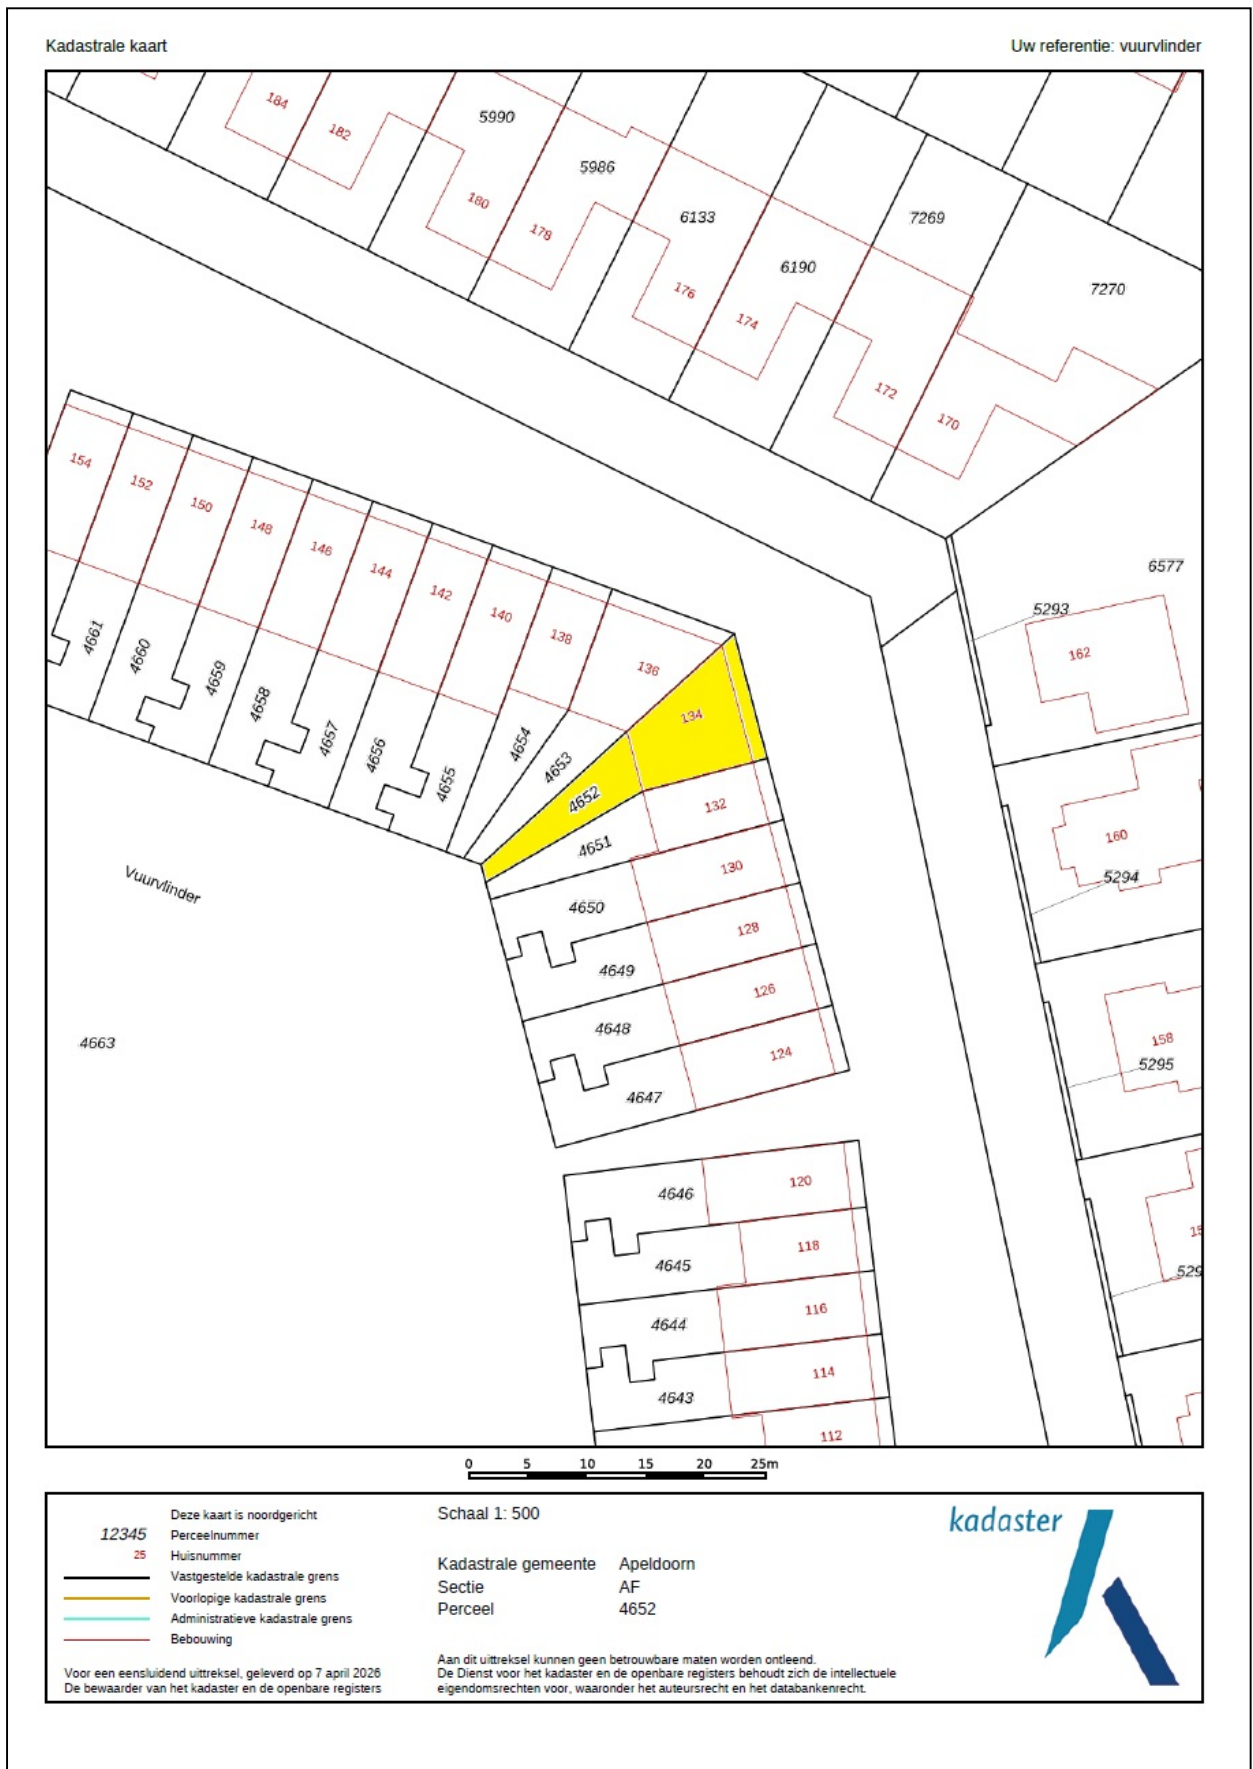 Kadastrale kaart
Uw referentie: vuurvlinder
184
182
5990
5986
180
178
6133
7269
6190
7270
176
174
172
170
154
152
150
148
146
144
142
140
138
136
134
6577
5293
162
4661
4660
4659
4658
4657
4656
4655
4654
4653
4652
132
4651
160
130
5294
Vuurvlinder
4650
128
4649
126
4648
124
4663
158
5295
4647
120
4646
118
4645
116
4644
114
4643
112
0 5 10 15 20 25m
Deze kaart is noordgericht
12345 Perceelnummer
25 Huisnummer
Vastgestelde kadastrale grens
Voorlopige kadastrale grens
Administratieve kadastrale grens
Bebouwing
Voor een eensluidend uittreksel, geleverd op 7 april 2026
De bewaarder van het kadaster en de openbare registers
Schaal 1: 500
Kadastrale gemeente Apeldoorn
Sectie AF
Perceel 4652
Aan dit uittreksel kunnen geen betrouwbare maten worden ontleend.
De Dienst voor het kadaster en de openbare registers behoudt zich de intellectuele
eigendomsrechten voor, waaronder het auteursrecht en het databankenrecht.
kadaster